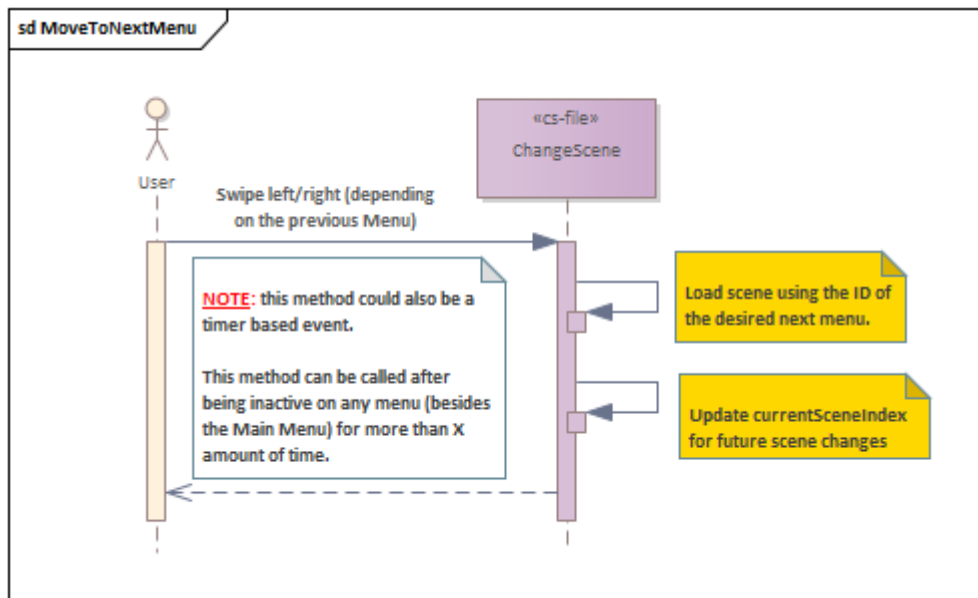 sd MoveToNextMenu
«cs-file»
ChangeScene
User
Swipe left/right (depending
on the previous Menu)
NOTE: this method could also be a
timer based event.
This method can be called after
being inactive on any menu (besides
the Main Menu) for more than X
amount of time.
Load scene using the ID of
the desired next menu.
Update currentSceneIndex
for future scene changes